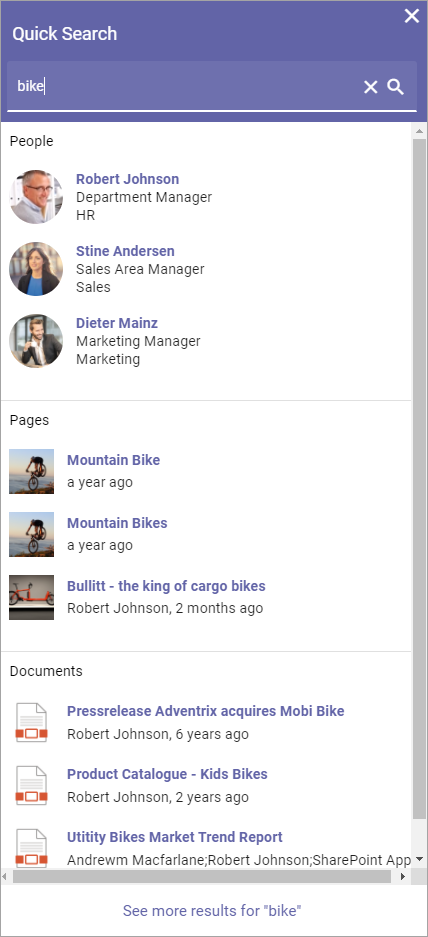 Quick Search
bike
People
Robert Johnson
Department Manager
HR
Stine Andersen
Sales Area Manager
Sales
Dieter Mainz
Marketing Manager
Marketing
Pages
Mountain Bike
a year ago
Mountain Bikes
a year ago
Bullitt - the king of cargo bikes
Robert Johnson, 2 months ago
Documents
Pressrelease Adventrix acquires Mobi Bike
Robert Johnson, 6 years ago
Product Catalogue - Kids Bikes
Robert Johnson, 2 years ago
Utitity Bikes Market Trend Report
Andrewm Macfarlane;Robert Johnson;SharePoint App
See more results for "bike"